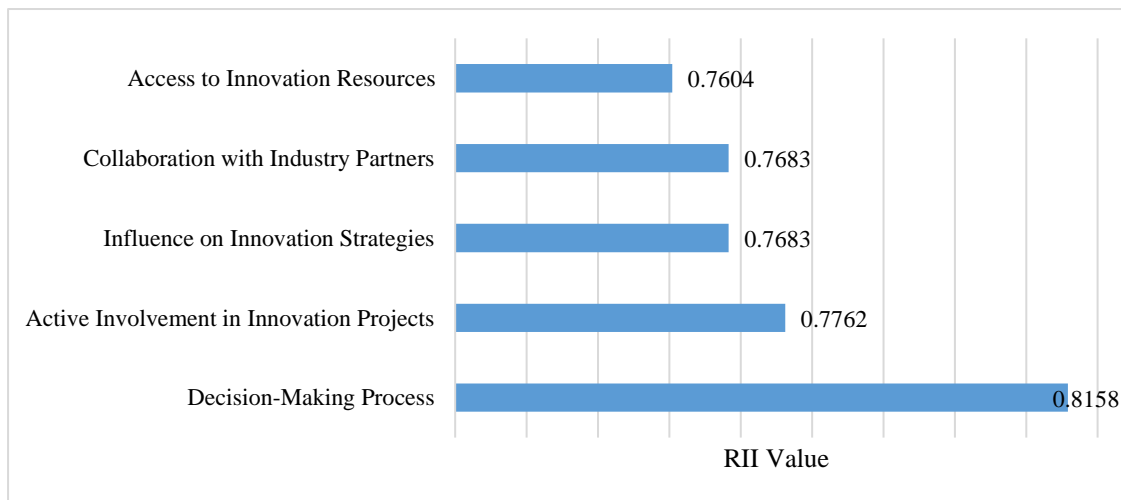 Access to Innovation Resources 0.7604
Collaboration with Industry Partners 0.7683
Influence on Innovation Strategies 0.7683
Active Involvement in Innovation Projects 0.7762
Decision-Making Process 0.8158
RII Value